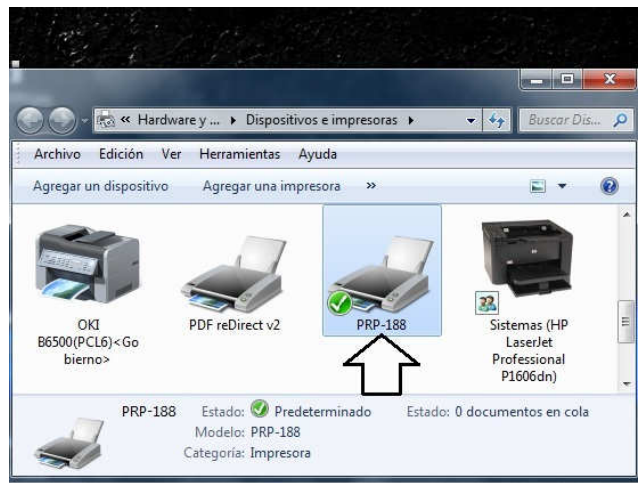 « Hardware y ... ▸ Dispositivos e impresoras ▸
Buscar Dis...
Archivo Edición Ver Herramientas Ayuda
Agregar un dispositivo Agregar una impresora »
OKI
B6500(PCL6)<Go
bierno>
PDF reDirect v2
PRP-188
Sistemas (HP
LaserJet
Professional
P1606dn)
PRP-188 Estado: Predeterminado Estado: 0 documentos en cola
Modelo: PRP-188
Categoría: Impresora